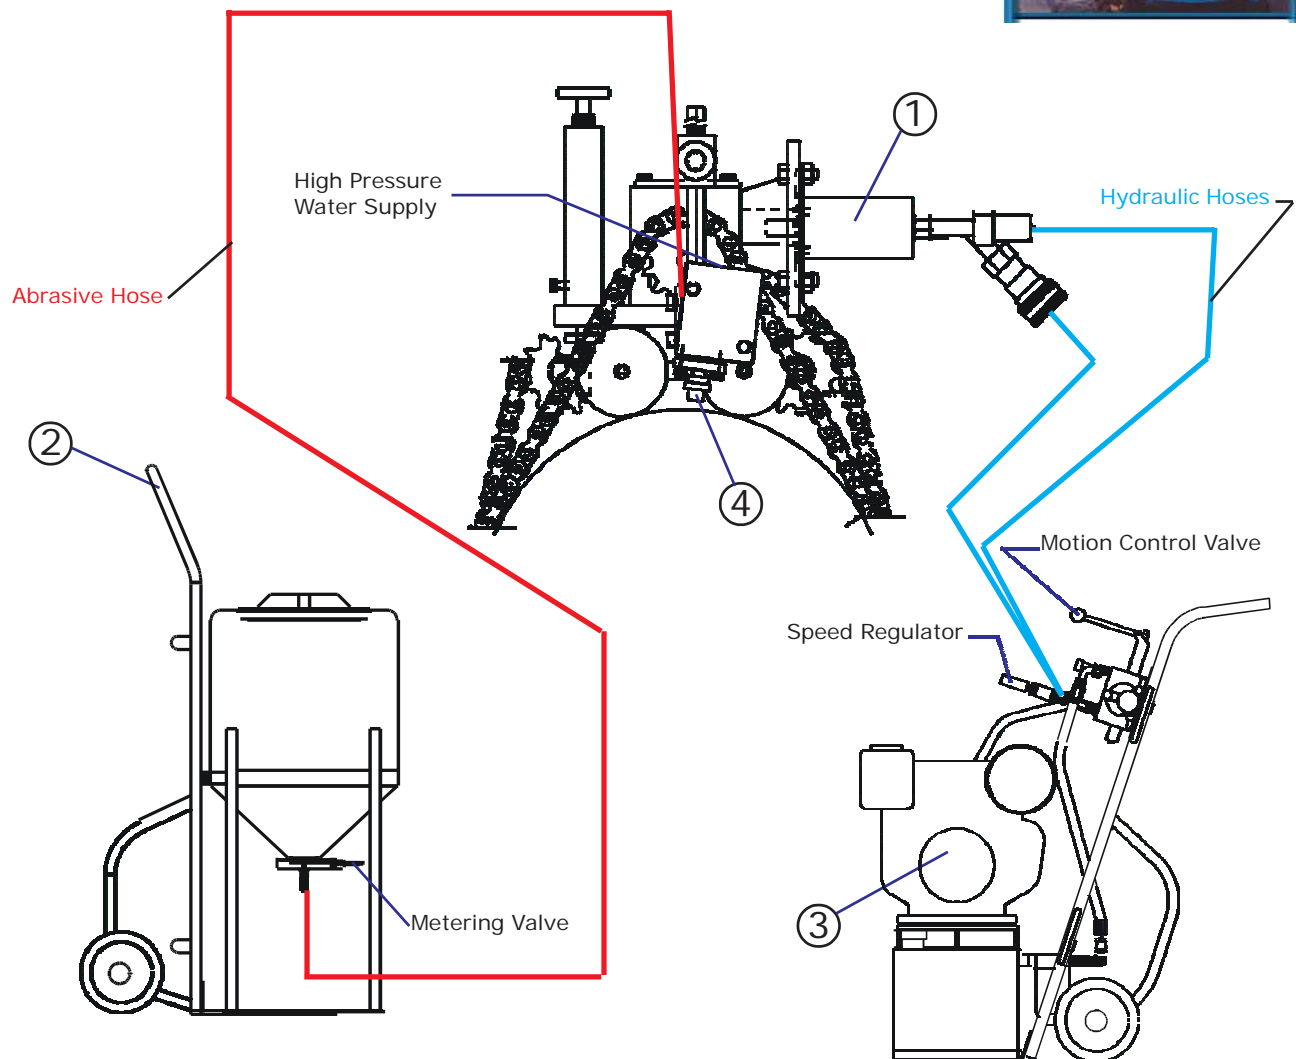 1
High Pressure
Water Supply
Hydraulic Hoses
Abrasive Hose
2
4
Motion Control Valve
Speed Regulator
Metering Valve
3